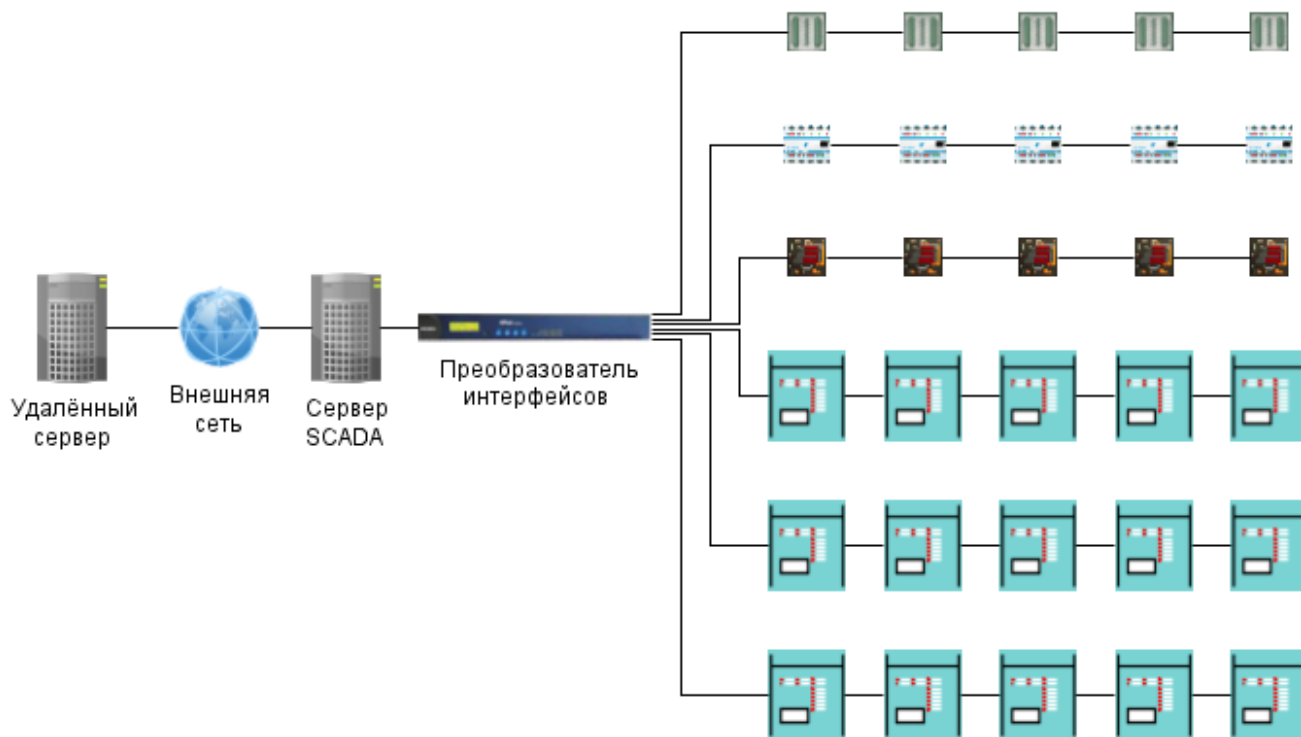 Удалённый
сервер
Внешняя
сеть
Сервер
SCADA
Преобразователь
интерфейсов